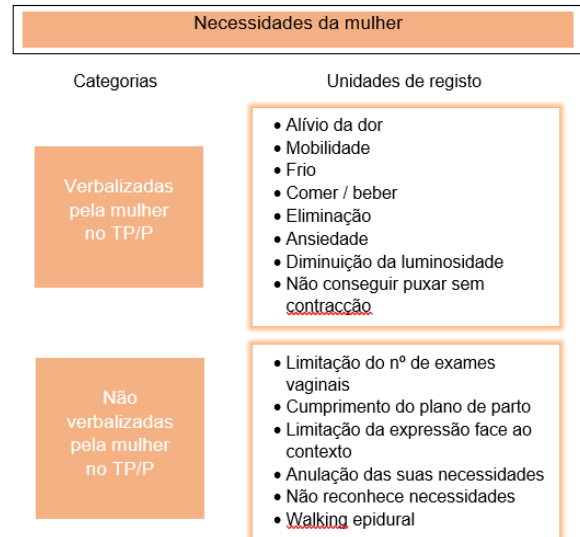 Necessidades da mulher
Categorias
Unidades de registo
Verbalizadas
pela mulher
no TP/P
• Alívio da dor
• Mobilidade
• Frio
• Comer / beber
• Eliminação
• Ansiedade
• Diminuição da luminosidade
• Não conseguir puxar sem
contracção
Não
verbalizadas
pela mulher
no TP/P
• Limitação do nº de exames
vaginais
• Cumprimento do plano de parto
• Limitação da expressão face ao
contexto
• Anulação das suas necessidades
• Não reconhece necessidades
• Walking epidural